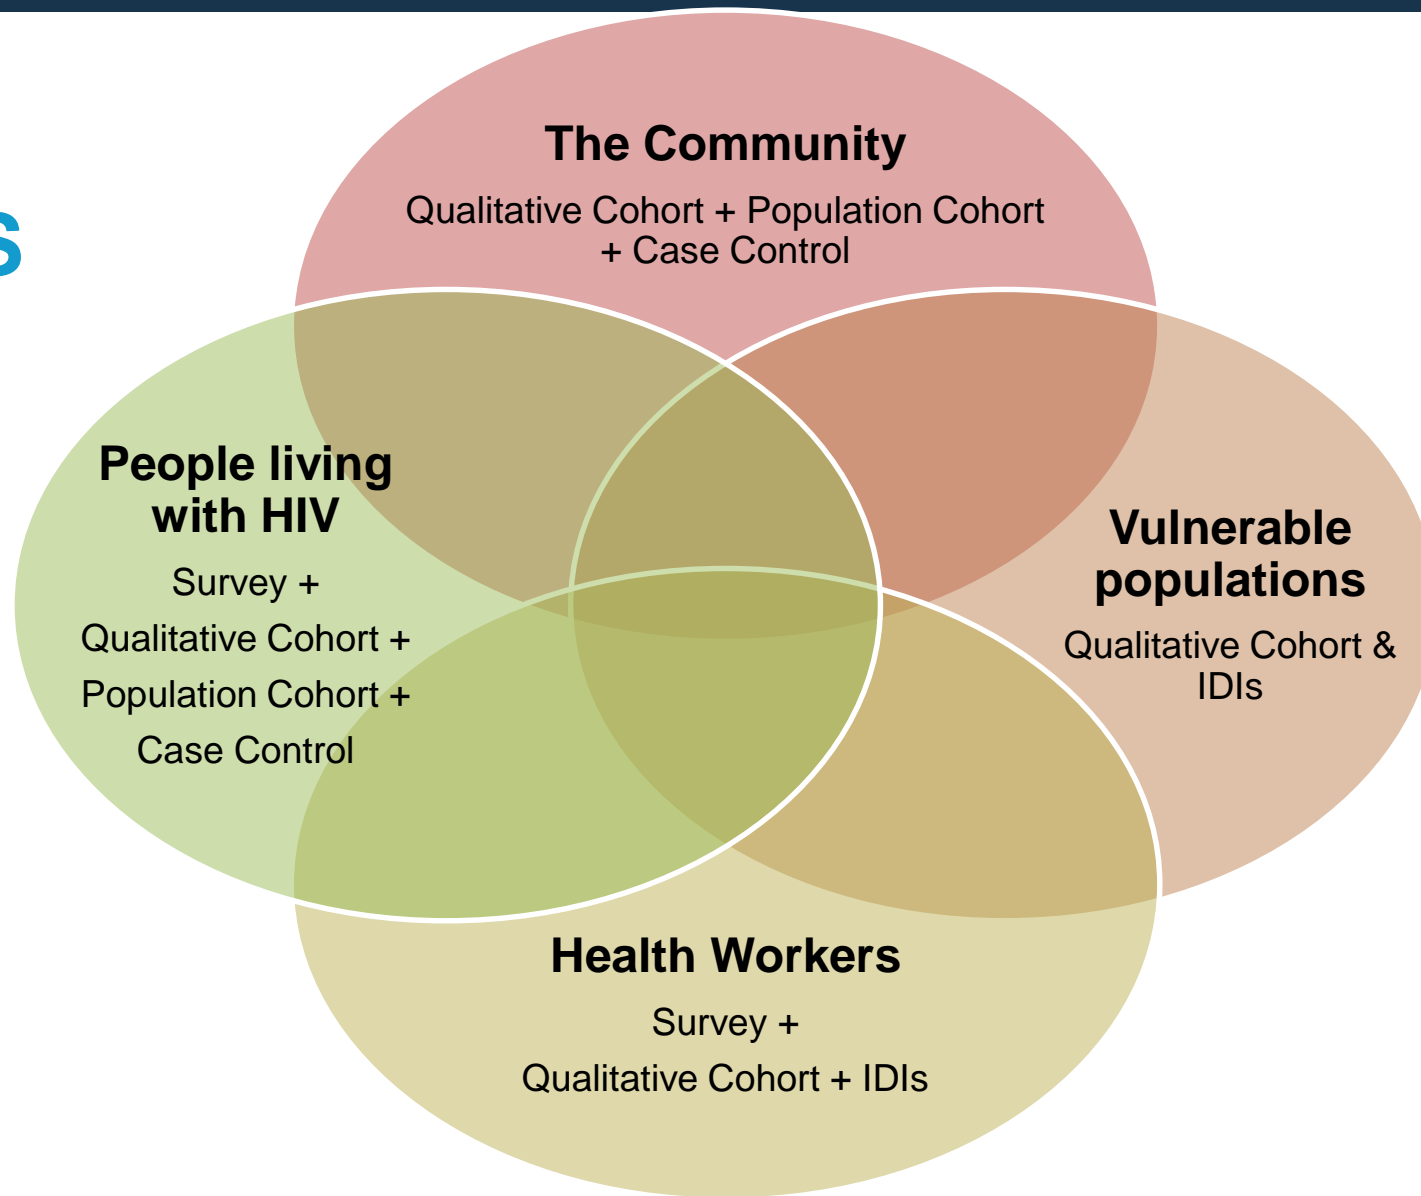 The Community
Qualitative Cohort + Population Cohort
+ Case Control
s
People living
with HIV
Survey +
Qualitative Cohort +
Population Cohort +
Case Control
Vulnerable
populations
Qualitative Cohort &
IDIs
Health Workers
Survey +
Qualitative Cohort + IDIs